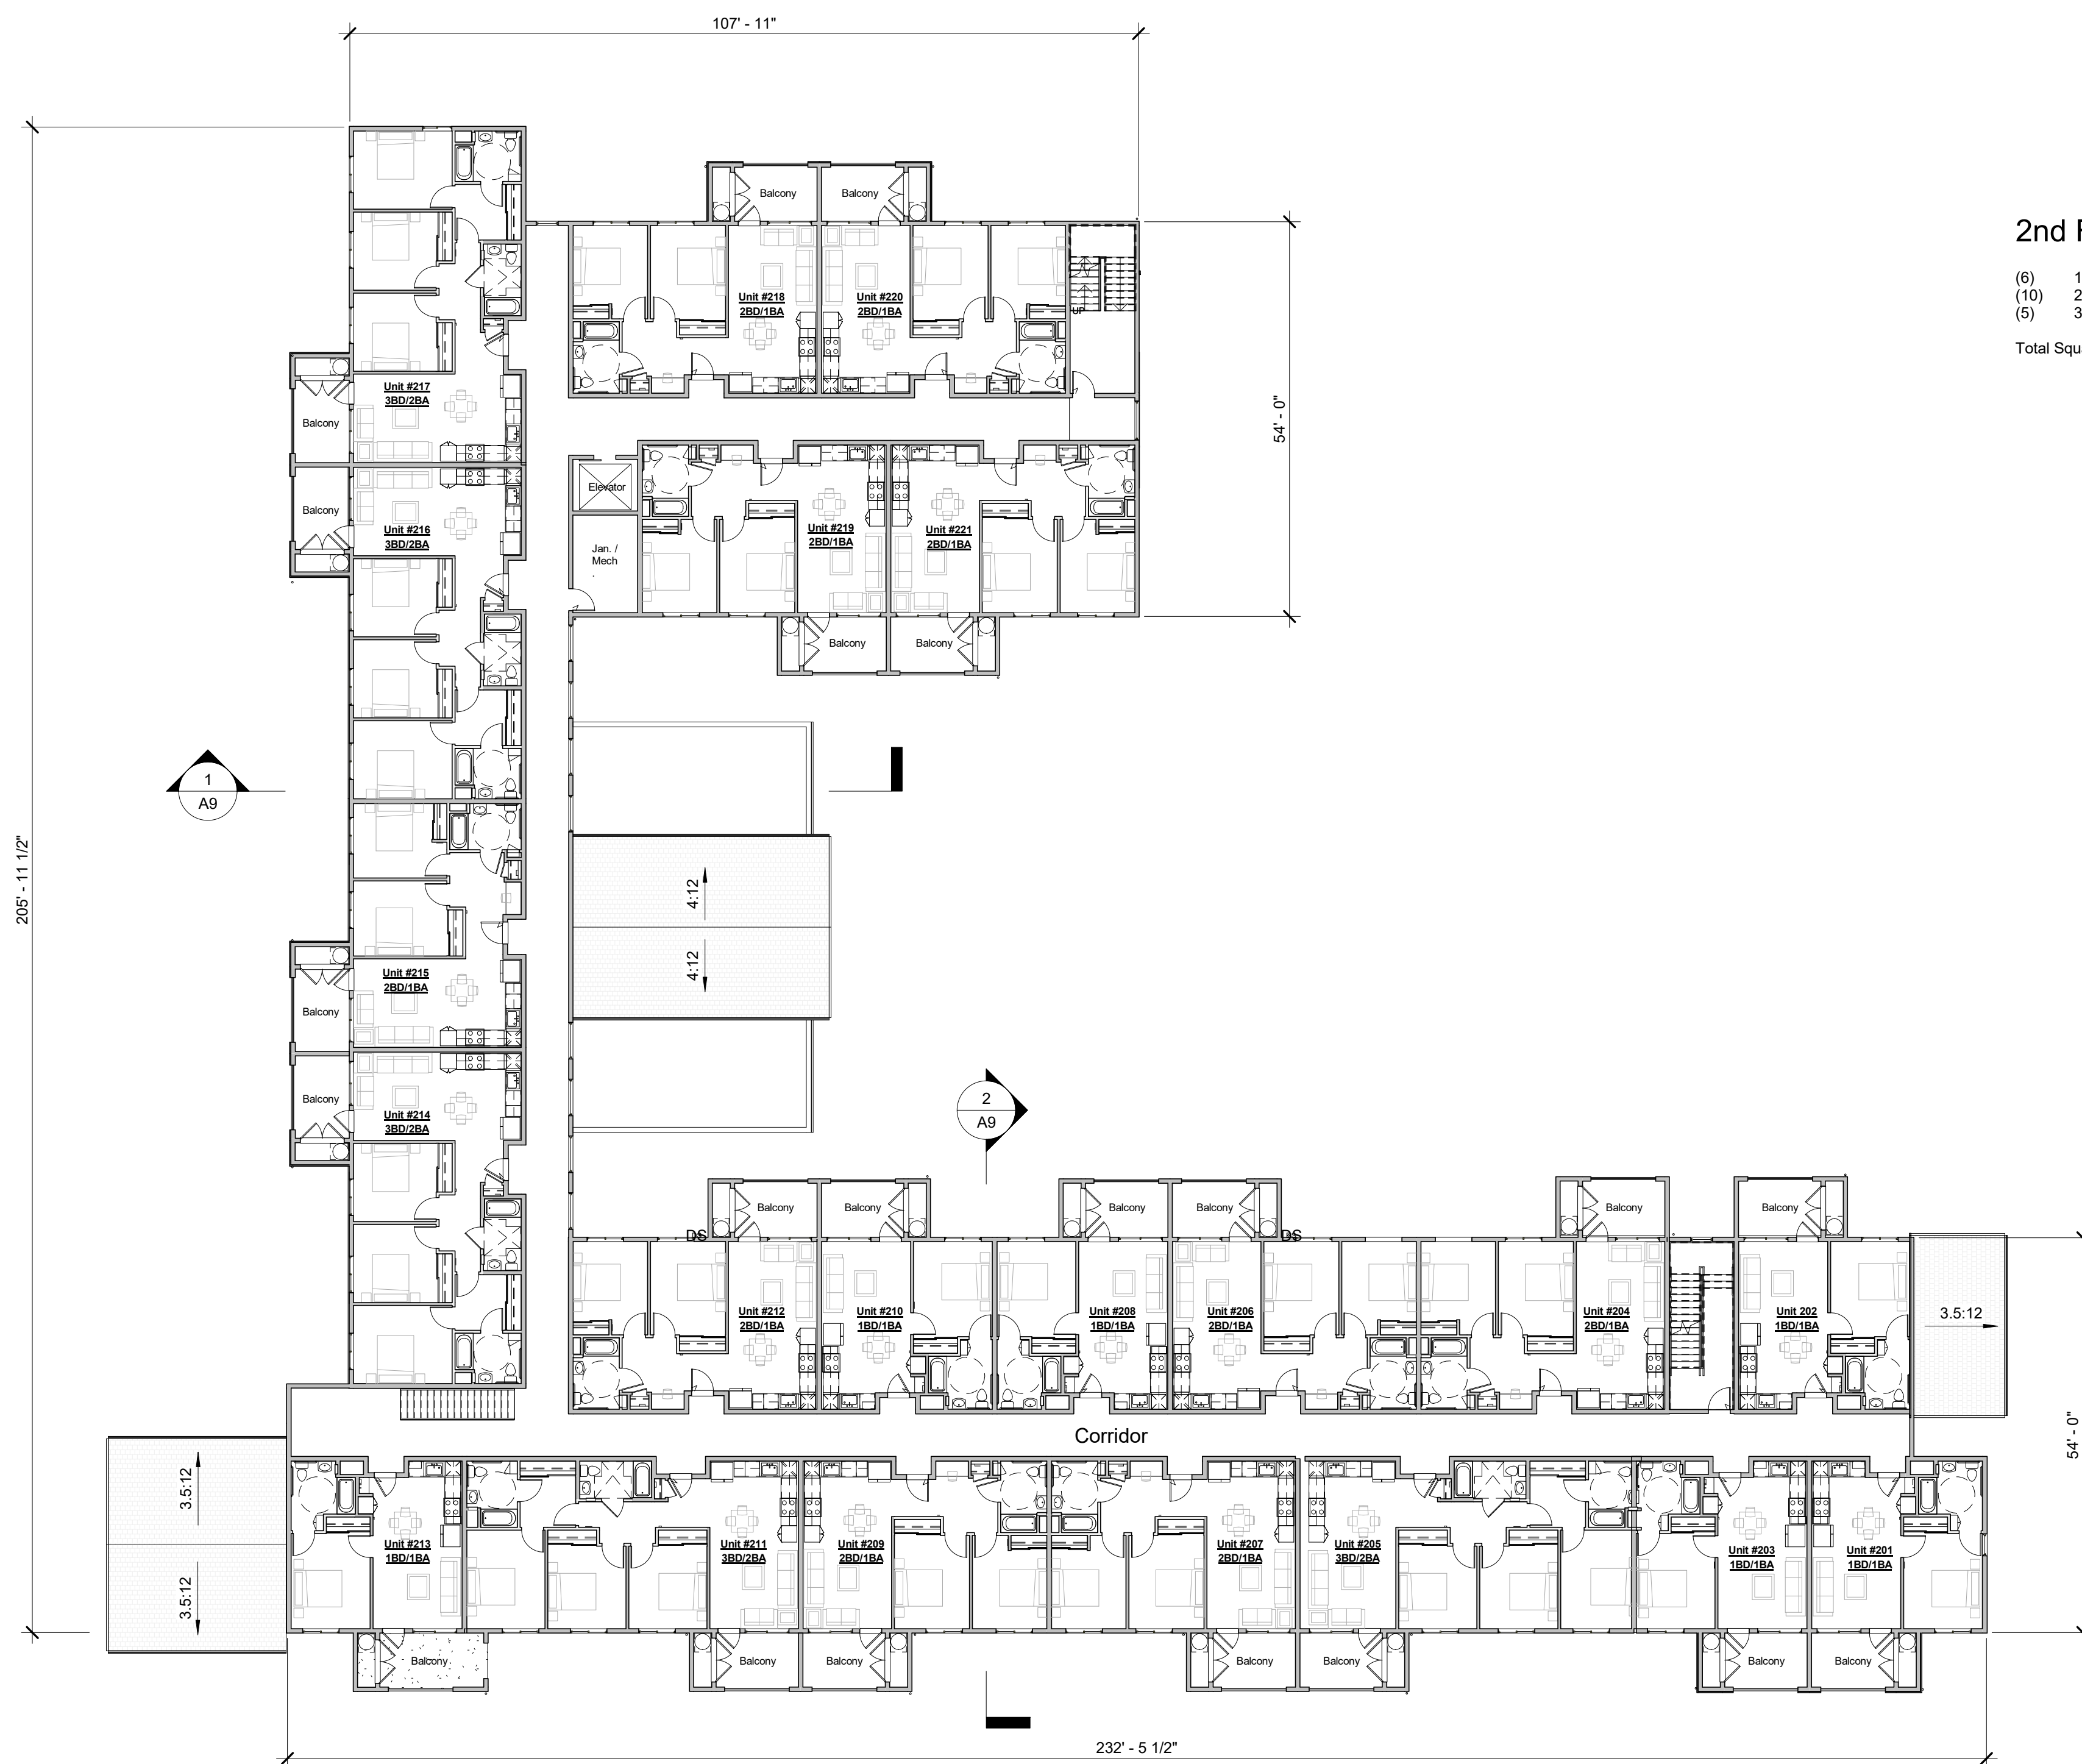 107' - 11"
2nd
(6) 1
(10) 2
(5) 3
Total
Balcony
Balcony
Unit #218
2BD/1BA
Unit #220
2BD/1BA
UP
Unit #217
3BD/2BA
Balcony
54' - 0"
Elevator
Balcony
Unit #216
3BD/2BA
Unit #219
2BD/1BA
Unit #221
2BD/1BA
Jan. /
Mech
Balcony
Balcony
1
A9
205' - 11 1/2"
4:12
4:12
Unit #215
2BD/1BA
Balcony
Balcony
Unit #214
3BD/2BA
2
A9
Balcony
Balcony
Balcony
Balcony
Balcony
Balcony
DS
DS
Unit #212
2BD/1BA
Unit #210
1BD/1BA
Unit #208
1BD/1BA
Unit #206
2BD/1BA
Unit #204
2BD/1BA
Unit 202
1BD/1BA
3.5:12
Corridor
54' - 0"
3.5:12
3.5:12
Unit #213
1BD/1BA
Unit #211
3BD/2BA
Unit #209
2BD/1BA
Unit #207
2BD/1BA
Unit #205
3BD/2BA
Unit #203
1BD/1BA
Unit #201
1BD/1BA
Balcony
Balcony
Balcony
Balcony
Balcony
Balcony
Balcony
232' - 5 1/2"